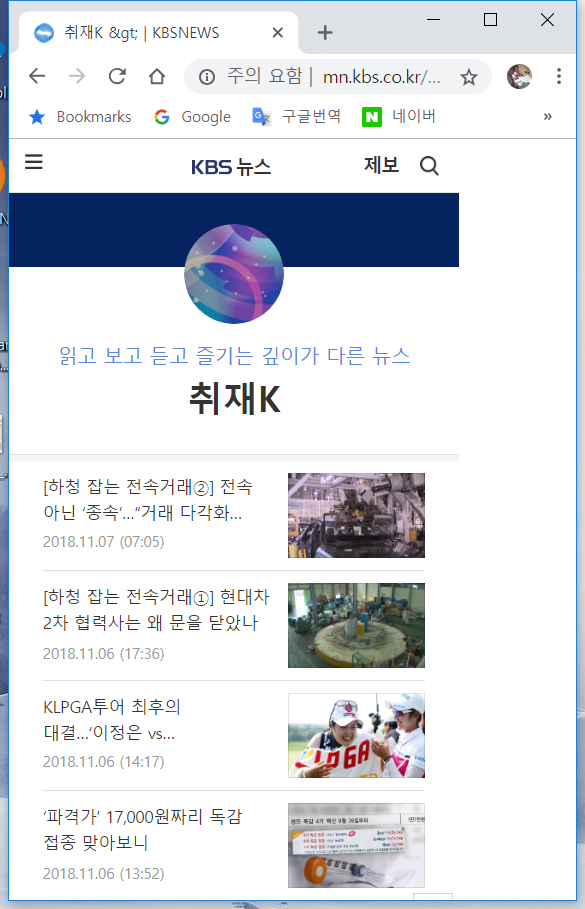 취재K &gt; | KBSNEWS
주의 요함 | mn.kbs.co.kr/...
Bookmarks Google 구글번역 네이버 »
KBS 뉴스 제보
읽고 보고 듣고 즐기는 깊이가 다른 뉴스
취재K
[하청 잡는 전속거래②] 전속
아닌 ‘종속’...“거래 다각화...
2018.11.07 (07:05)
[하청 잡는 전속거래①] 현대차
2차 협력사는 왜 문을 닫았나
2018.11.06 (17:36)
KLPGA투어 최후의
대결...‘이정은 vs...
2018.11.06 (14:17)
‘파격가’ 17,000원짜리 독감
접종 맞아보니
2018.11.06 (13:52)